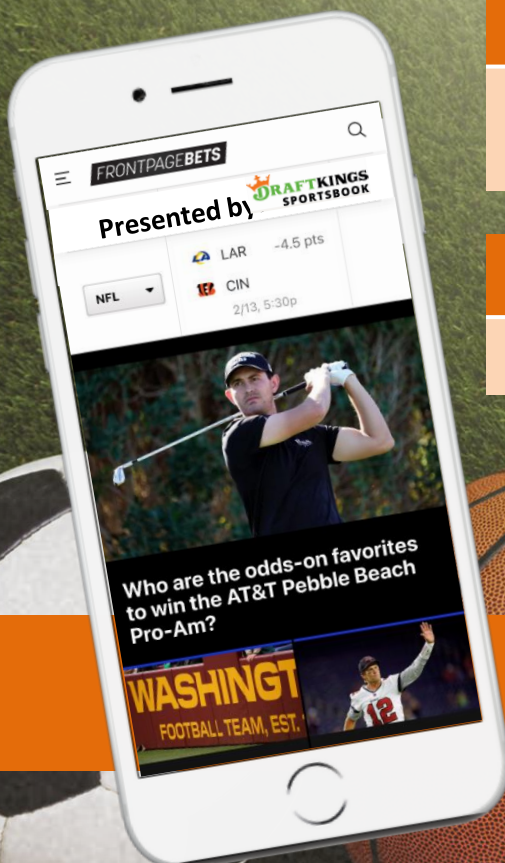 FRONTPAGEBETS
Presented by
DRAFTKINGS
SPORTSBOOK
NFL
LAR -4.5 pts
CIN
2/13, 5:30p
Who are the odds-on favorites
to win the AT&T Pebble Beach
Pro-Am?
WASHINGT
FOOTBALL TEAM, EST.
12